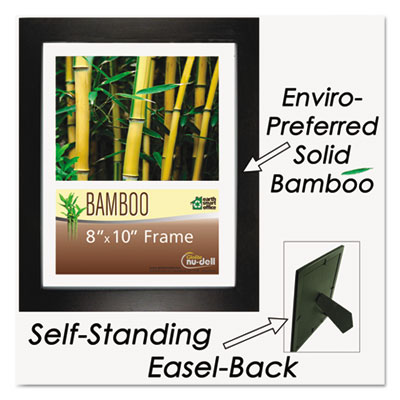 Enviro-
Preferred
Solid
Bamboo
BAMBOO
8"x10" Frame
nu-dell
Self-Standing
Easel-Back